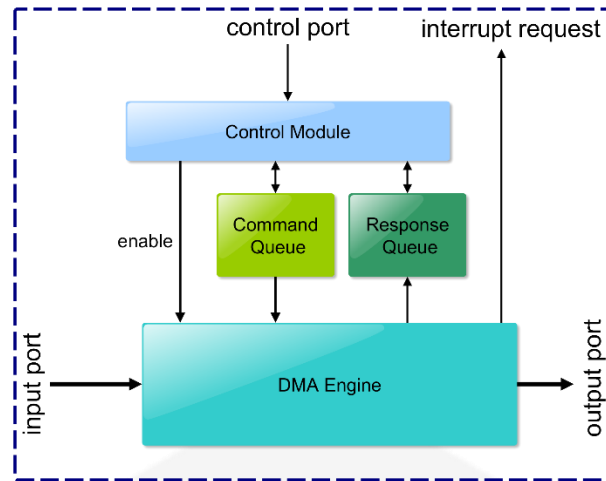 control port
interrupt request
Control Module
enable
Command
Queue
Response
Queue
input port
DMA Engine
output port